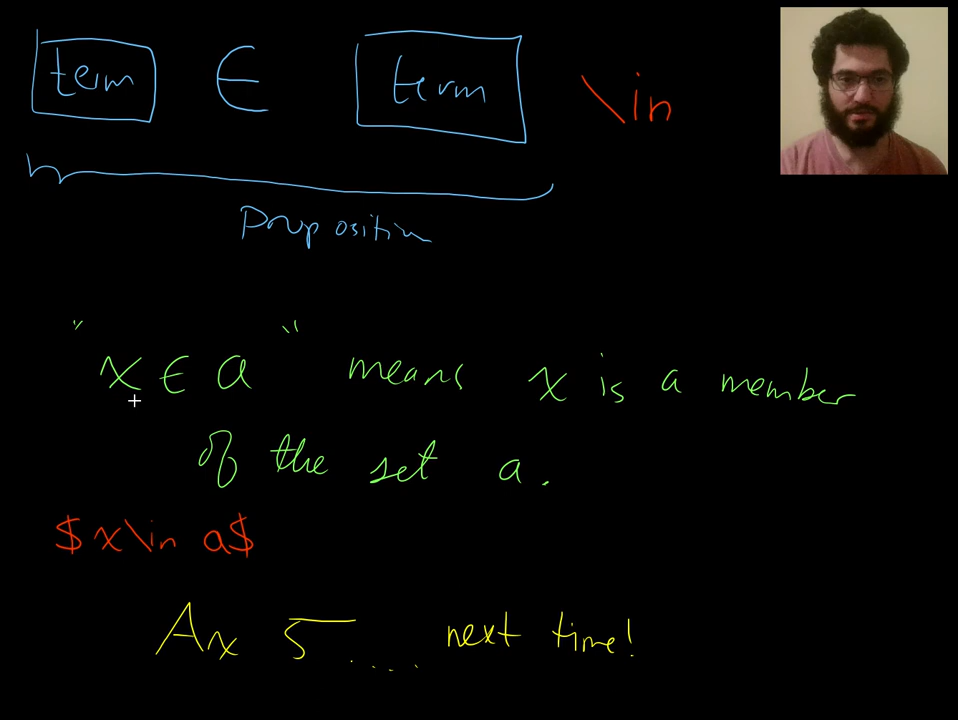 term ∈ term \in
Proposition
"x ∈ a" means x is a member
of the set a.
$x\in a$
Ax 5 .... next time!